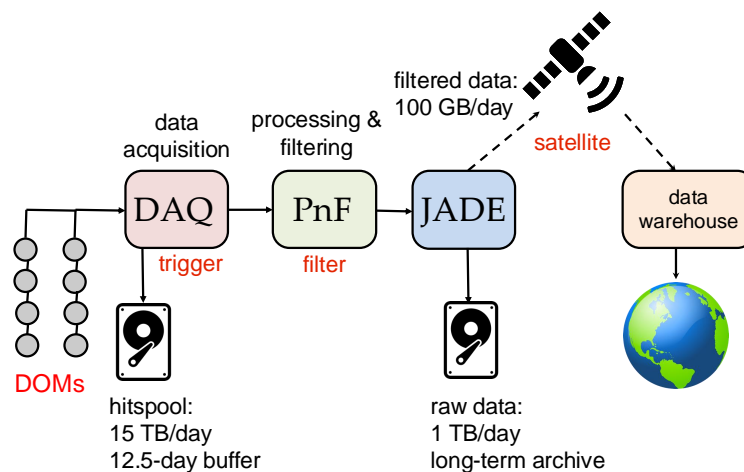 filtered data:
100 GB/day
satellite
data
acquisition
processing &
filtering
DAQ
PnF
JADE
data
warehouse
trigger
filter
DOMs
hitspool:
15 TB/day
12.5-day buffer
raw data:
1 TB/day
long-term archive